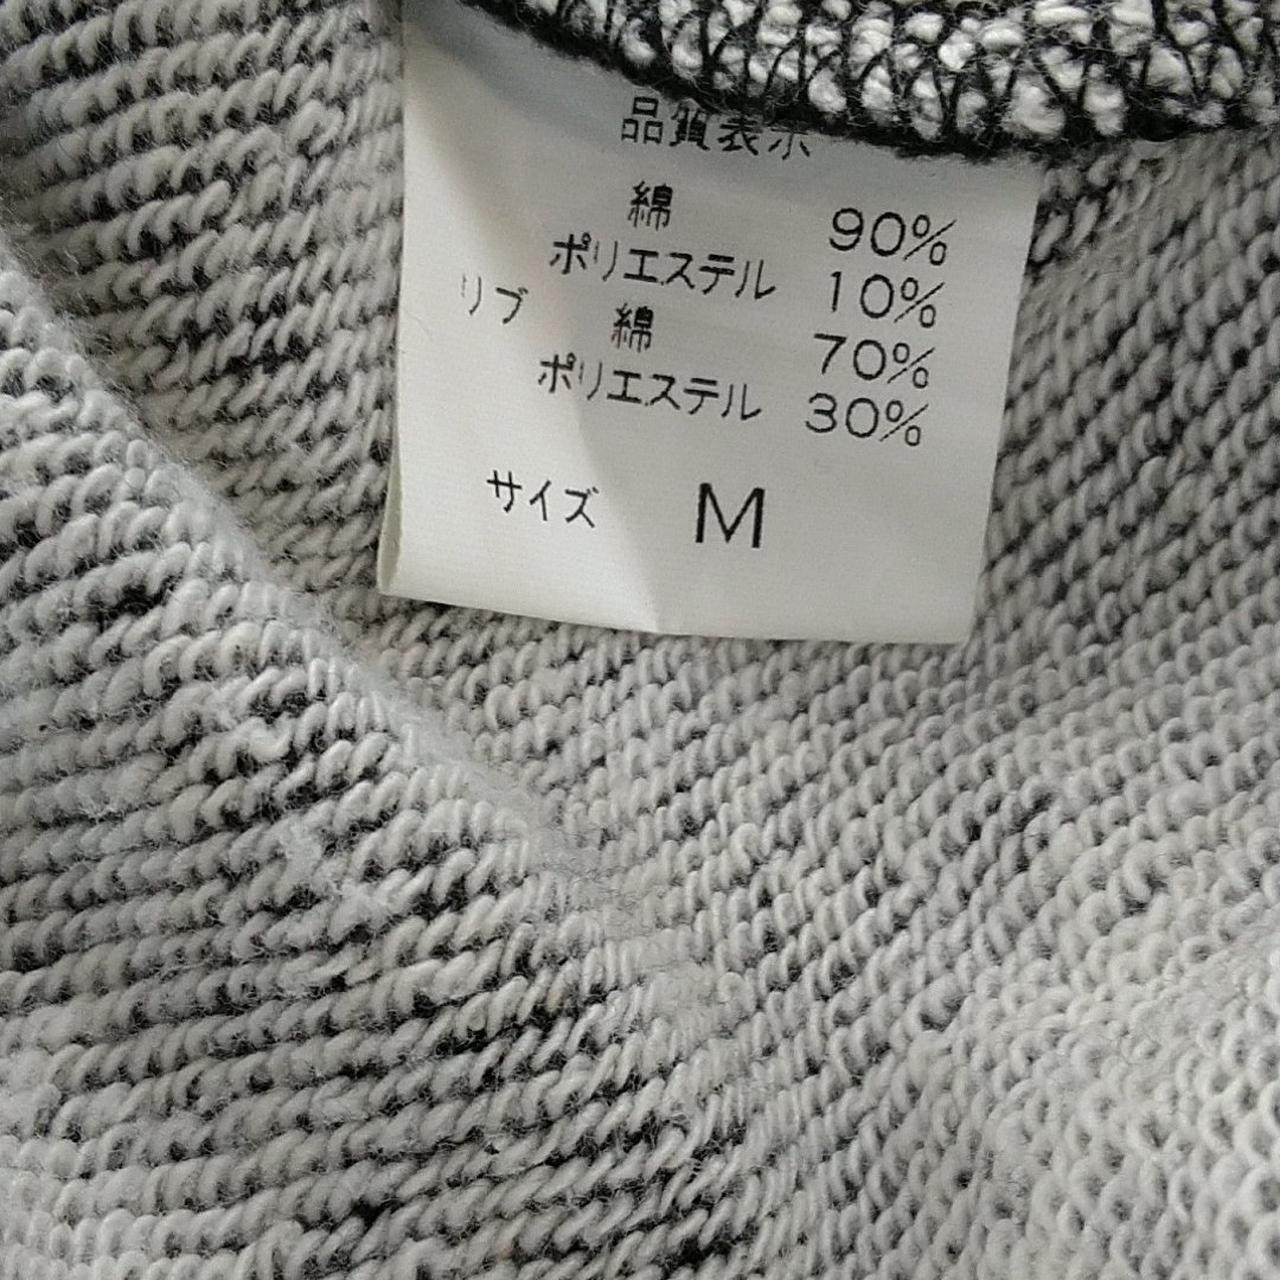 品質表示
綿 90%
ポリエステル 10%
リブ 綿 70%
ポリエステル 30%
サイズ M